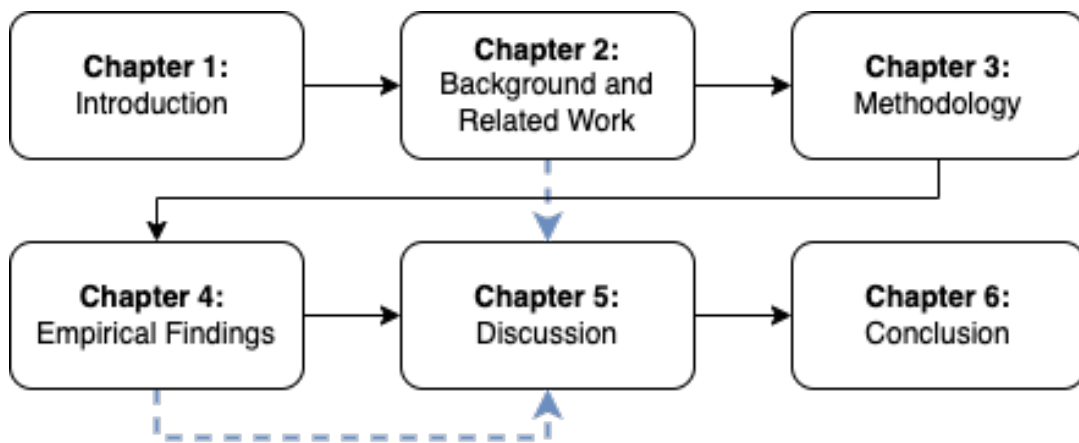 Chapter 1:
Introduction
Chapter 2:
Background and
Related Work
Chapter 3:
Methodology
Chapter 4:
Empirical Findings
Chapter 5:
Discussion
Chapter 6:
Conclusion